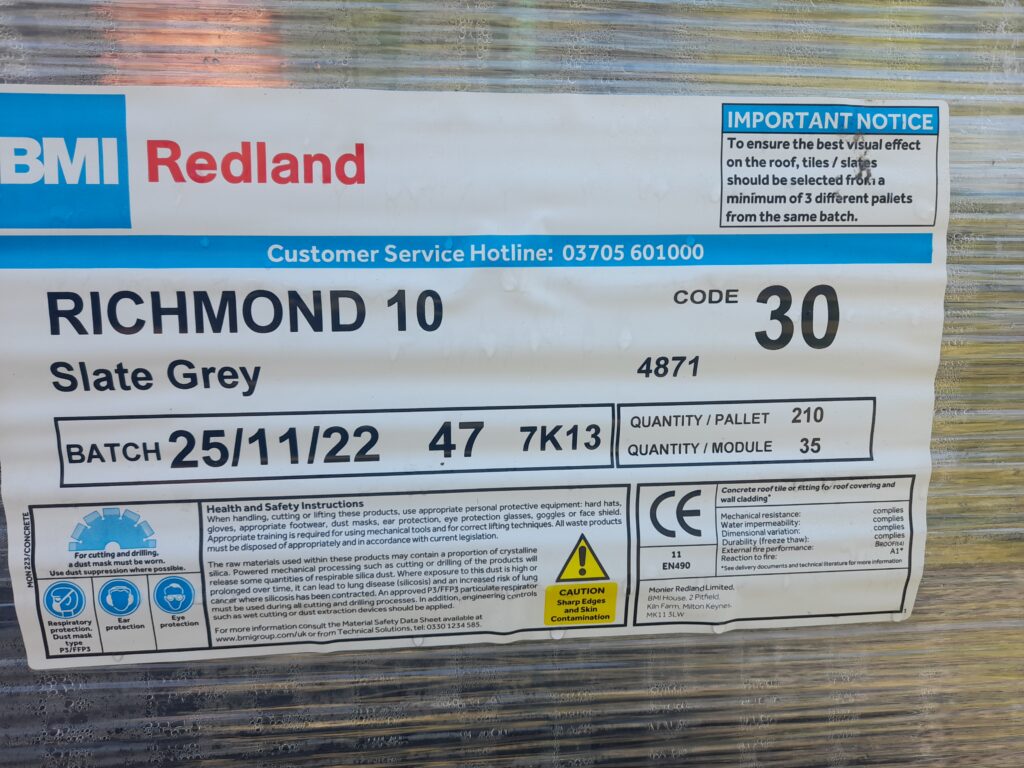 BMI Redland
IMPORTANT NOTICE
To ensure the best visual effect
on the roof, tiles / slates
should be selected from a
minimum of 3 different pallets
from the same batch.
Customer Service Hotline: 03705 601000
RICHMOND 10
CODE 30
Slate Grey
4871
BATCH 25/11/22 47 7K13
QUANTITY / PALLET 210
QUANTITY / MODULE 35
MON223/CONCRETE
For cutting and drilling,
a dust mask must be worn.
Use dust suppression where possible.
Respiratory
protection.
Dust mask
type
P3/FFP3
Ear
protection
Eye
protection
Health and Safety Instructions
When handling, cutting or lifting these products, use appropriate personal protective equipment: hard hats,
gloves, appropriate footwear, dust masks, ear protection, eye protection glasses, goggles or face shield.
Appropriate training is required for using mechanical tools and for correct lifting techniques. All waste products
must be disposed of appropriately and in accordance with current legislation.
The raw materials used within these products may contain a proportion of crystalline
silica. Powered mechanical processing such as cutting or drilling of the products will
release some quantities of respirable silica dust. Where exposure to this dust is high or
prolonged over time, it can lead to lung disease (silicosis) and an increased risk of lung
cancer where silicosis has been contracted. An approved P3/FFP3 particulate respirator
must be used during all cutting and drilling processes. In addition, engineering controls
such as wet cutting or dust extraction devices should be applied.
For more information consult the Material Safety Data Sheet available at
www.bmigroup.com/uk or from Technical Solutions, tel: 0330 1234 585.
CAUTION
Sharp Edges
and Skin
Contamination
CE
11
EN490
Concrete roof tile or fitting for roof covering and
wall cladding*
Mechanical resistance: complies
Water impermeability: complies
Dimensional variation: complies
Durability (freeze thaw): complies
External fire performance: BROOF(t4)
Reaction to fire: A1*
*See delivery documents and technical literature for more information
Monier Redland Limited,
BMI House, 2 Pitfield,
Kiln Farm, Milton Keynes,
MK11 3LW